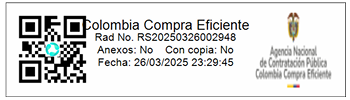 Colombia Compra Eficiente
Rad No. RS20250326002948
Anexos: No Con copia: No
Fecha: 26/03/2025 23:29:45
Agencia Nacional
de Contratación Pública
Colombia Compra Eficiente